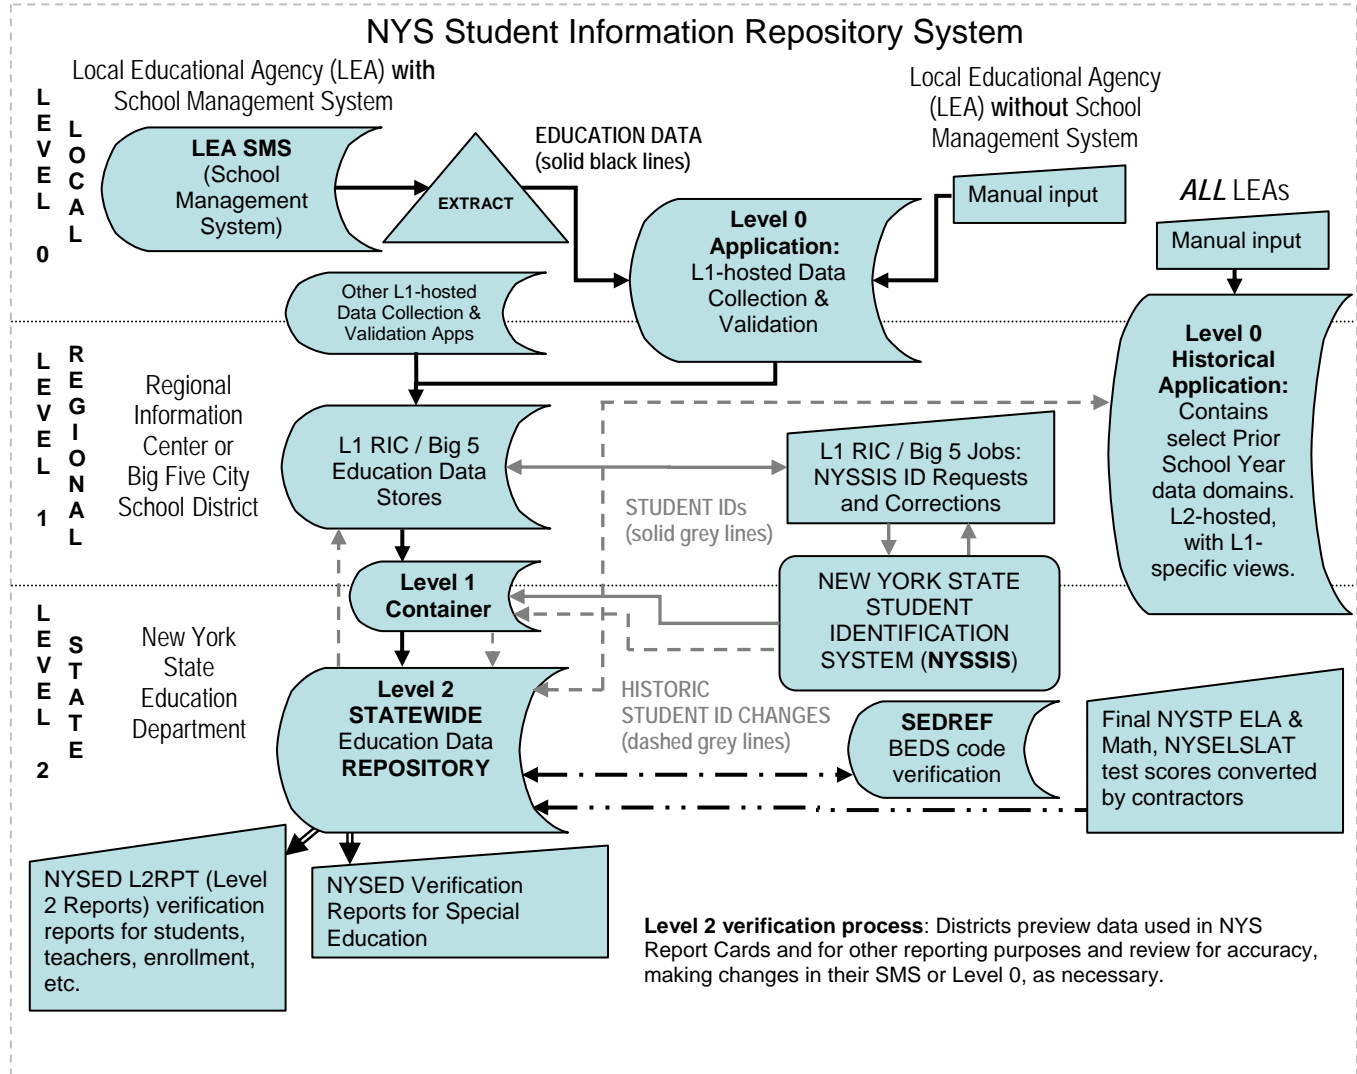 NYS Student Information Repository System
LEVEL 0
LOCAL
Local Educational Agency (LEA) with
School Management System
LEA SMS
(School
Management
System)
EXTRACT
EDUCATION DATA
(solid black lines)
Local Educational Agency
(LEA) without School
Management System
Manual input
ALL LEAs
Manual input
Level 0
Application:
L1-hosted Data
Collection &
Validation
Other L1-hosted
Data Collection &
Validation Apps
Level 0
Historical
Application:
Contains
select Prior
School Year
data domains.
L2-hosted,
with L1-
specific views.
LEVEL 1
REGIONAL
Regional
Information
Center or
Big Five City
School District
L1 RIC / Big 5
Education Data
Stores
L1 RIC / Big 5 Jobs:
NYSSIS ID Requests
and Corrections
STUDENT IDs
(solid grey lines)
Level 1
Container
NEW YORK STATE
STUDENT
IDENTIFICATION
SYSTEM (NYSSIS)
LEVEL 2
STATE
New York
State
Education
Department
Level 2
STATEWIDE
Education Data
REPOSITORY
HISTORIC
STUDENT ID CHANGES
(dashed grey lines)
SEDREF
BEDS code
verification
Final NYSTP ELA &
Math, NYSELSLAT
test scores converted
by contractors
NYSED L2RPT (Level
2 Reports) verification
reports for students,
teachers, enrollment,
etc.
NYSED Verification
Reports for Special
Education
Level 2 verification process: Districts preview data used in NYS
Report Cards and for other reporting purposes and review for accuracy,
making changes in their SMS or Level 0, as necessary.